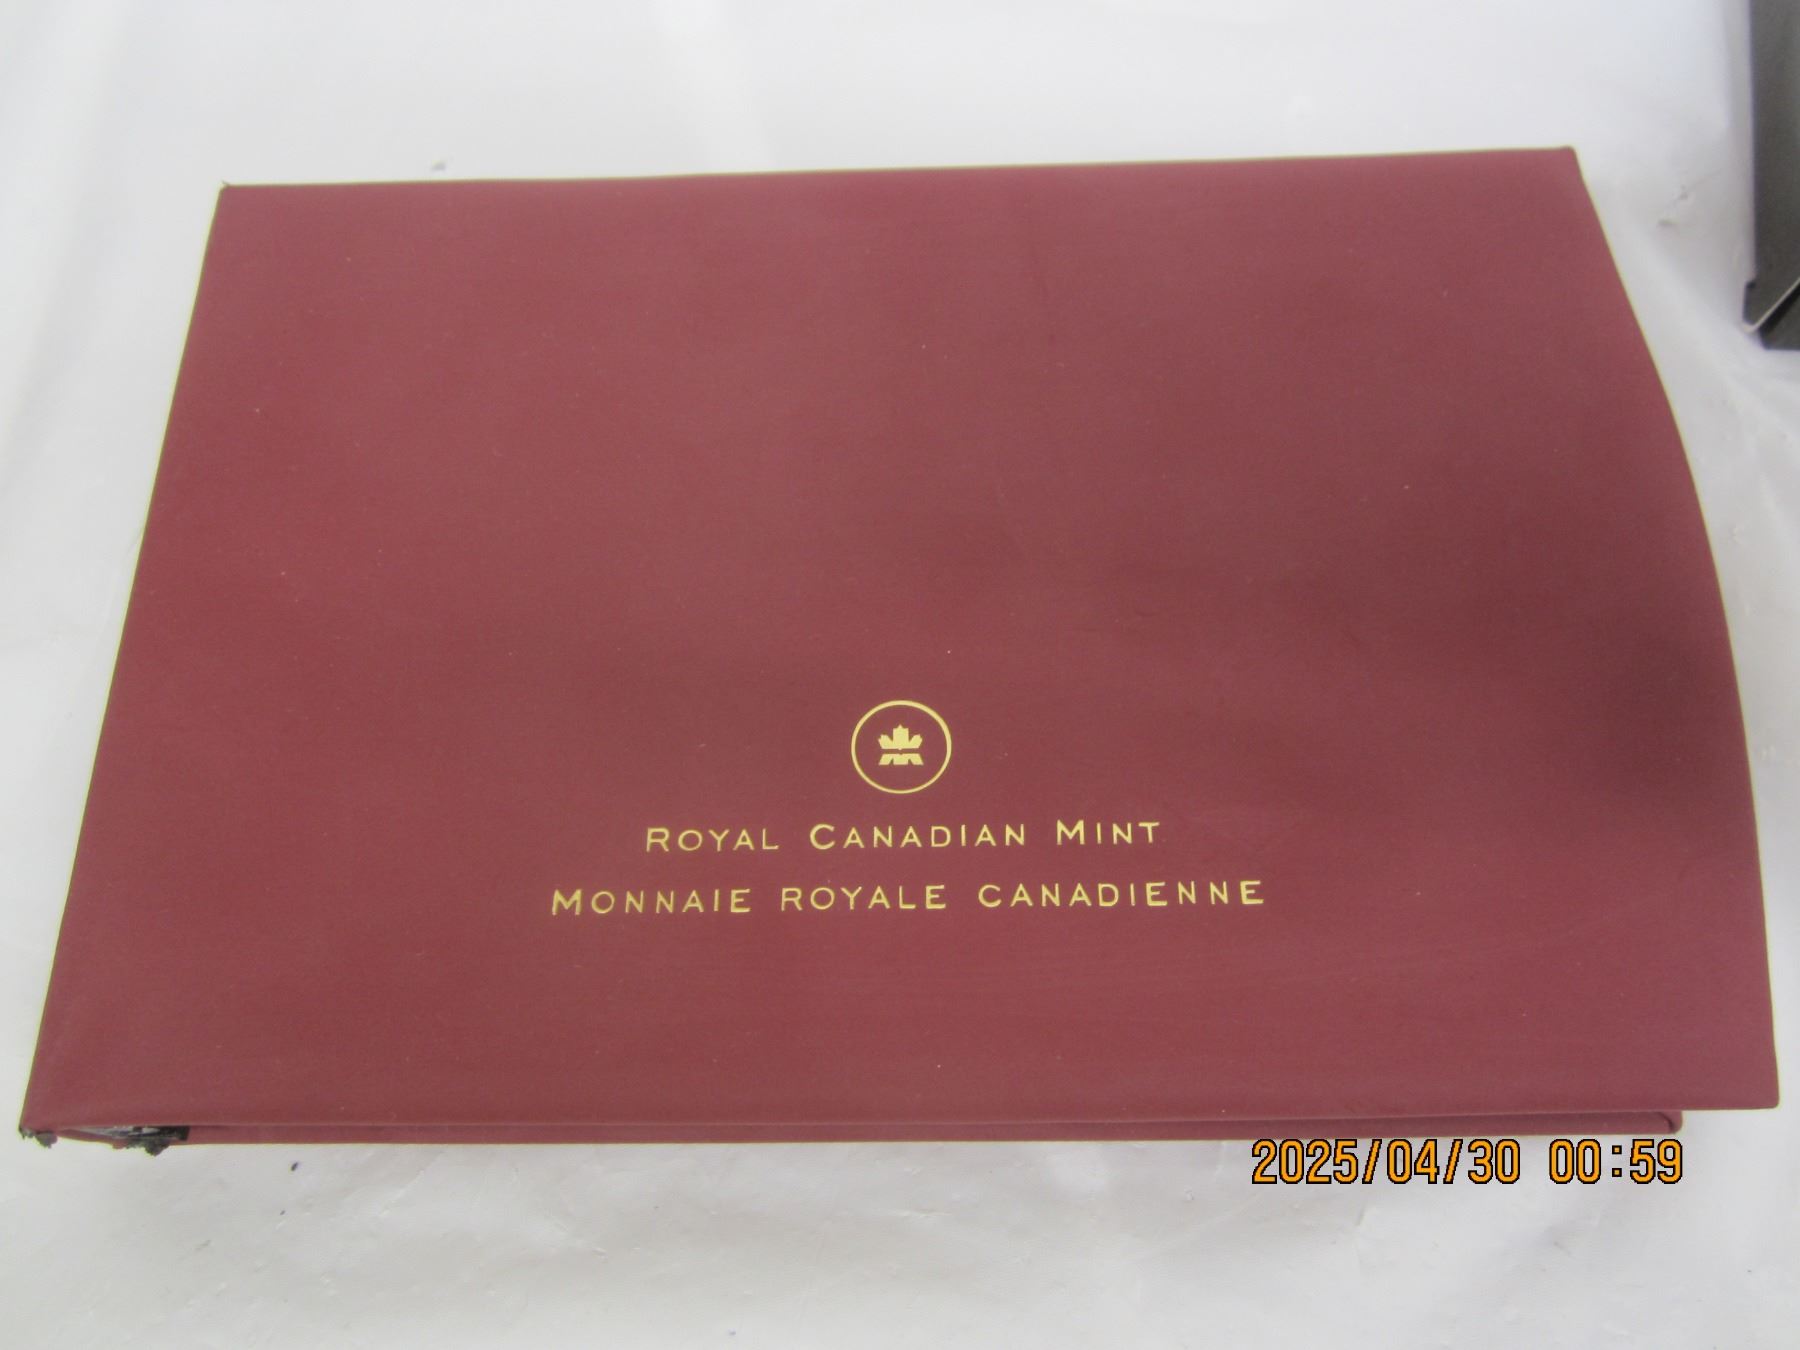 ROYAL CANADIAN MINT
MONNAIE ROYALE CANADIENNE
2025/04/30 00:59